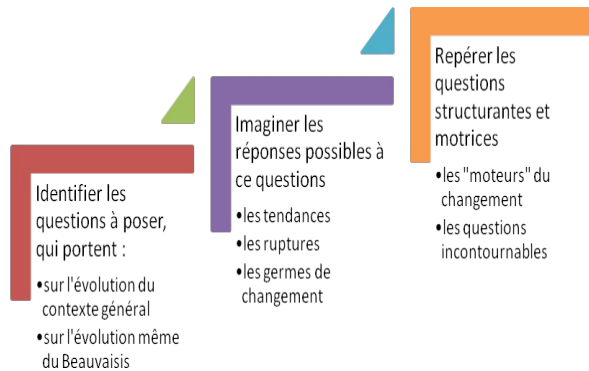 Identifier les
questions à poser,
qui portent :
•sur l'évolution du
contexte général
•sur l'évolution même
du Beauvaisis
Imaginer les
réponses possibles à
ce questions
•les tendances
•les ruptures
•les germes de
changement
Repérer les
questions
structurantes et
motrices
•les "moteurs" du
changement
•les questions
incontournables